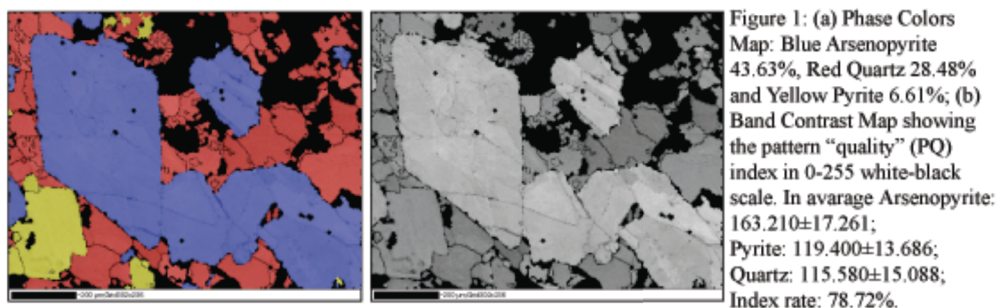 Figure 1: (a) Phase Colors
Map: Blue Arsenopyrite
43.63%, Red Quartz 28.48%
and Yellow Pyrite 6.61%; (b)
Band Contrast Map showing
the pattern “quality” (PQ)
index in 0-255 white-black
scale. In avarage Arsenopyrite:
163.210±17.261;
Pyrite: 119.400±13.686;
Quartz: 115.580±15.088;
Index rate: 78.72%.